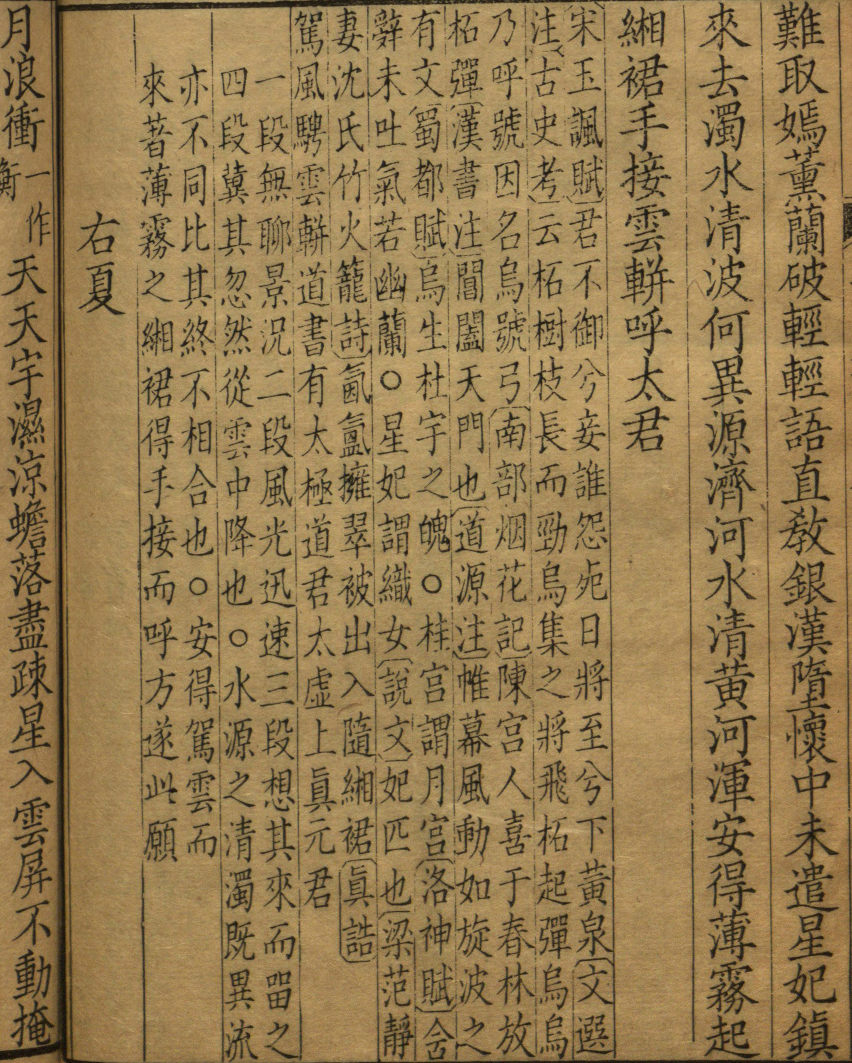 難取嫣薰蘭破輕輕語直教銀漢墮懷中未遣星妃鎮
來去濁水清波何異源濟河水清黃河渾安得薄霧起
緗裙手接雲輧呼太君
宋玉諷賦君不御兮妾誰怨死日將至兮下黃泉文選
注古史考云柘樹枝長而勁烏集之將飛柘起彈烏烏
乃呼號因名烏號弓南部烟花記陳宮人喜于春林放
柘彈漢書注閶闔天門也道源注帷幕風動如旋波之
有文蜀都賦烏生杜宇之魄○桂宮謂月宮洛神賦含
辭未吐氣若幽蘭○星妃謂織女說文妃匹也梁范靜
妻沈氏竹火籠詩氤氳擁翠被出入隨緗裙眞誥
駕風騁雲輧道書有太極道君太虛上眞元君
一段無聊景況二段風光迅速三段想其來而畱之
四段冀其忽然從雲中降也○水源之清濁既異流
亦不同比其終不相合也○安得駕雲而
來著薄霧之緗裙得手接而呼方遂此願
右夏
月浪衝一作衡天天宇濕涼蟾落盡疎星入雲屏不動掩